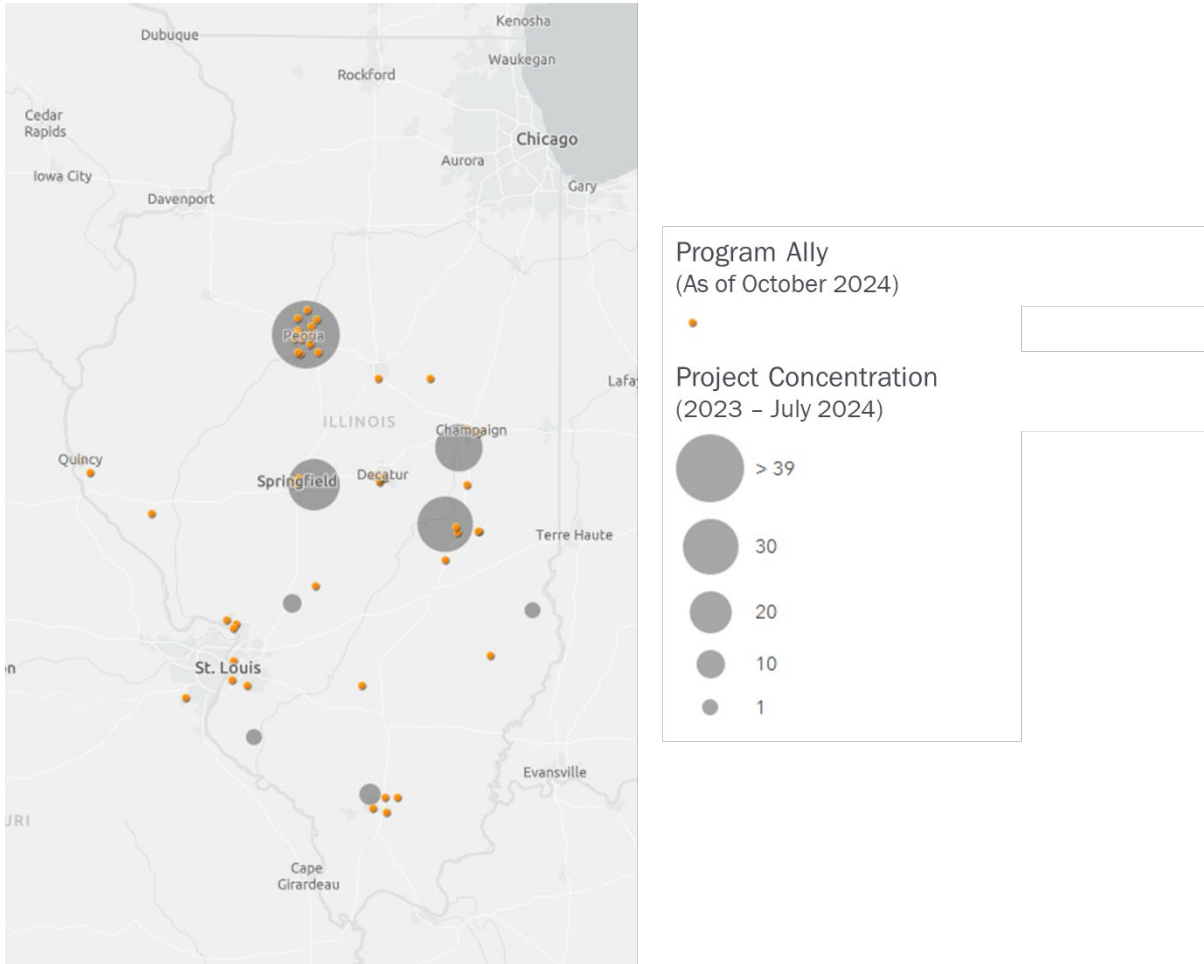 Kenosha
Dubuque
Waukegan
Rockford
Cedar
Rapids
Chicago
Aurora
Iowa City
Gary
Davenport
Peoria
Lafay
ILLINOIS
Champaign
Quincy
Springfield
Decatur
Terre Haute
St. Louis
on
Evansville
URI
Cape
Girardeau
Program Ally
(As of October 2024)
Project Concentration
(2023 – July 2024)
> 39
30
20
10
1